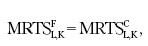 MRTS^F_{L,K} = MRTS^C_{L,K},